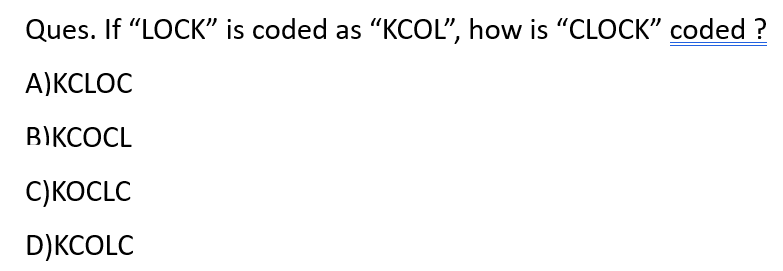 Ques. If “LOCK” is coded as “KCOL”, how is “CLOCK” coded ?
A)KCLOC
B)KCOCL
C)KOCLC
D)KCOLC